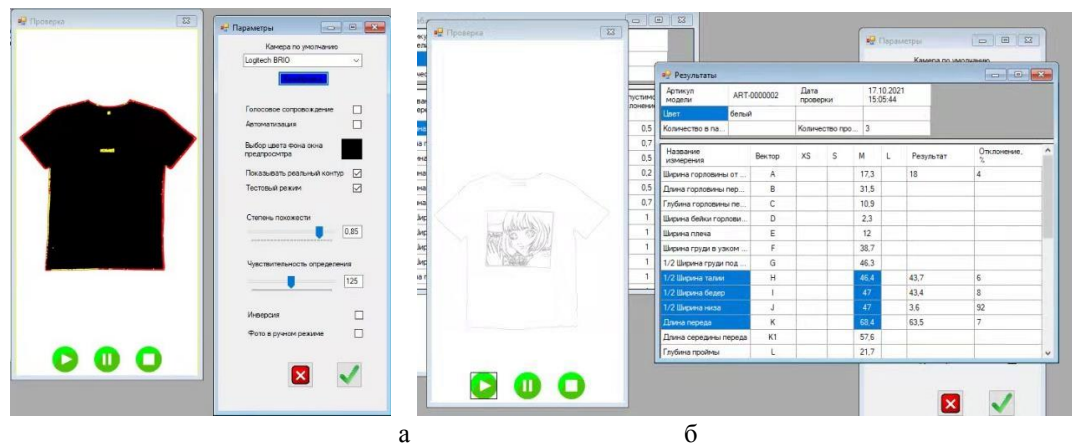 Проверка
Параметры
Камера по умолчанию
Logitech BRIO
Голосовое сопровождение
Автоматизация
Выбор цвета фона окна
предпросмтра
Показывать реальный контур
Тестовый режим
Степень похожести
0,85
Чувствительность определения
125
Инверсия
Фото в ручном режиме
а
Проверка
Параметры
Камера по умолчанию
0,5
0,7
0,5
0,2
0,5
0,7
1
1
1
1
1
Результаты
Артикул модели ART-0000002 Дата проверки 17.10.2021 15:05:44
Цвет белый
Количество в па... Количество про... 3
Название измерения Вектор XS S M L Результат Отклонение, %
Ширина горловины от ... A 17,3 18 4
Длина горловины пер... B 31,5
Глубина горловины пе... C 10,9
Ширина бейки горлови... D 2,3
Ширина плеча E 12
Ширина груди в узком ... F 38,7
1/2 Ширина груди под ... G 46,3
1/2 Ширина талии H 46,4 43,7 6
1/2 Ширина бедер I 47 43,4 8
1/2 Ширина низа J 47 3,6 92
Длина переда K 68,4 63,5 7
Длина середины переда K1 57,6
Глубина проймы L 21,7
б